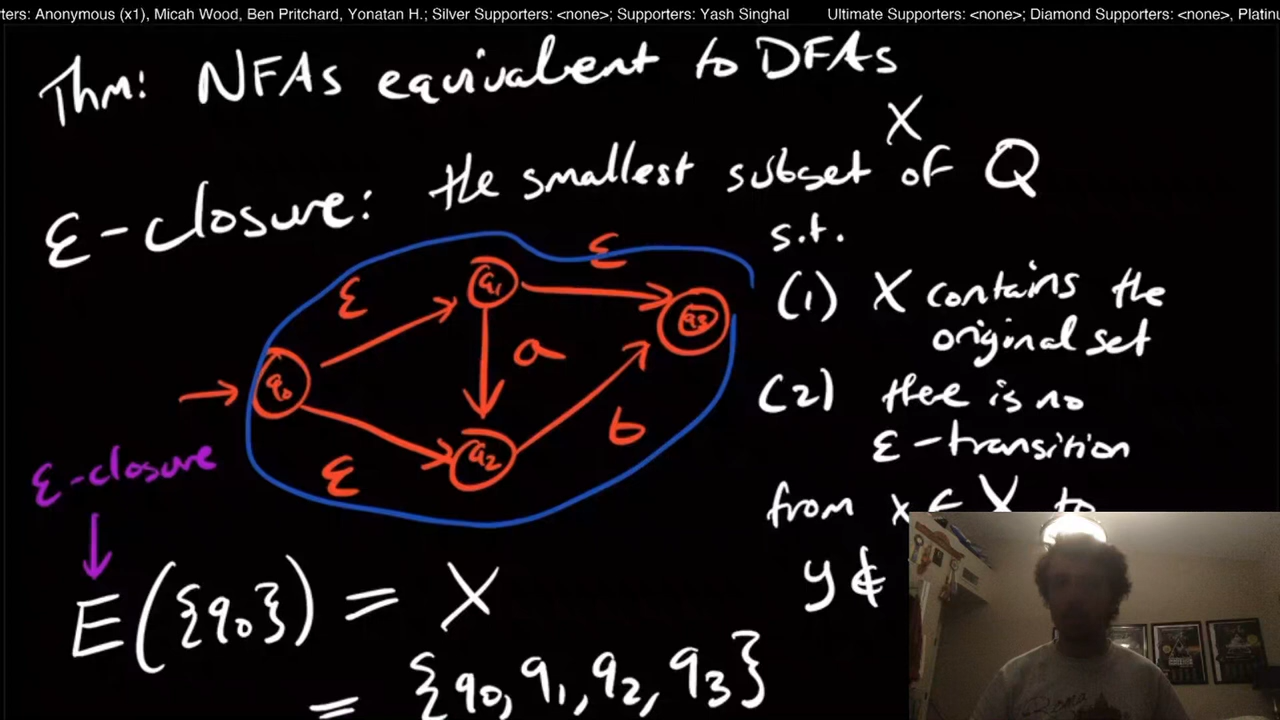 rters: Anonymous (x1), Micah Wood, Ben Pritchard, Yonatan H.; Silver Supporters: <none>; Supporters: Yash Singhal Ultimate Supporters: <none>; Diamond Supporters: <none>, Platinu
Thm: NFAs equivalent to DFAs
X
ε-closure: the smallest subset of Q
s.t.
(1) X contains the
original set
(2) there is no
ε-transition
from x ∈ X to
y ∉
ε
ε
q1
q3
a
q0
b
q2
ε
ε-closure
E({q0}) = X
= {q0, q1, q2, q3}